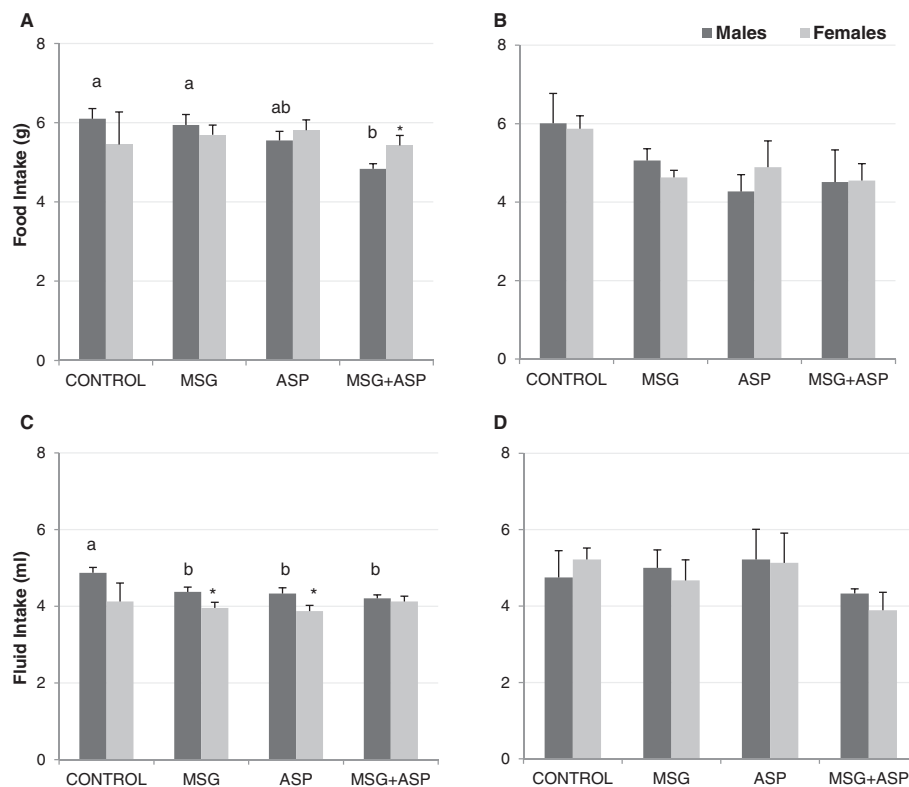 A
8
6
4
2
0
Food Intake (g)
a
a
ab
b
*
CONTROL
MSG
ASP
MSG+ASP
B
Males
Females
8
6
4
2
0
CONTROL
MSG
ASP
MSG+ASP
C
8
6
4
2
0
Fluid Intake (ml)
a
b
*
b
*
b
CONTROL
MSG
ASP
MSG+ASP
D
8
6
4
2
0
CONTROL
MSG
ASP
MSG+ASP